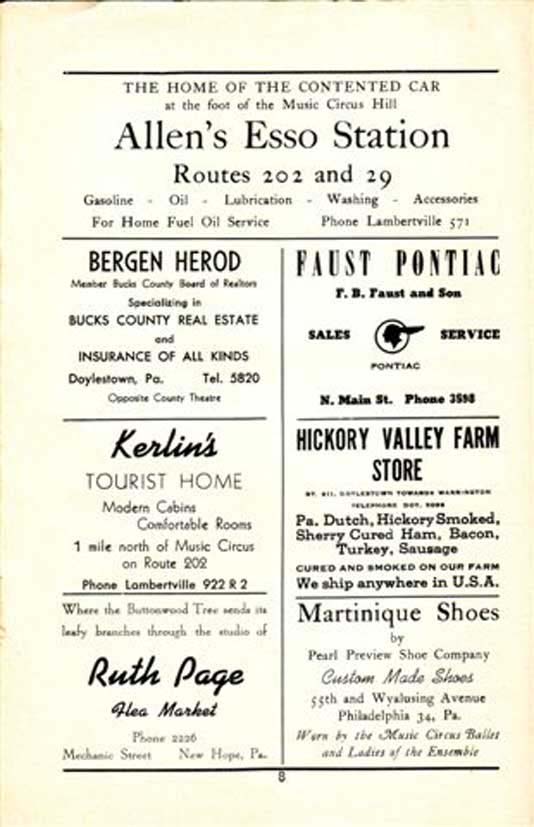 THE HOME OF THE CONTENTED CAR
at the foot of the Music Circus Hill
Allen's Esso Station
Routes 202 and 29
Gasoline - Oil - Lubrication - Washing - Accessories
For Home Fuel Oil Service Phone Lambertville 571
BERGEN HEROD
Member Bucks County Board of Realtors
Specializing in
BUCKS COUNTY REAL ESTATE
and
INSURANCE OF ALL KINDS
Doylestown, Pa. Tel. 5820
Opposite County Theatre
Kerlin's
TOURIST HOME
Modern Cabins
Comfortable Rooms
1 mile north of Music Circus
on Route 202
Phone Lambertville 922 R 2
Where the Buttonwood Tree sends its
leafy branches through the studio of
Ruth Page
Flea Market
Phone 2226
Mechanic Street New Hope, Pa.
FAUST PONTIAC
F. B. Faust and Son
SALES SERVICE
PONTIAC
N. Main St. Phone 3598
HICKORY VALLEY FARM
STORE
RT. 611, DOYLESTOWN TOWARDS WARRINGTON
TELEPHONE DOY.
Pa. Dutch, Hickory Smoked,
Sherry Cured Ham, Bacon,
Turkey, Sausage
CURED AND SMOKED ON OUR FARM
We ship anywhere in U.S.A.
Martinique Shoes
by
Pearl Preview Shoe Company
Custom Made Shoes
55th and Wyalusing Avenue
Philadelphia 34, Pa.
Worn by the Music Circus Ballet
and Ladies of the Ensemble
8